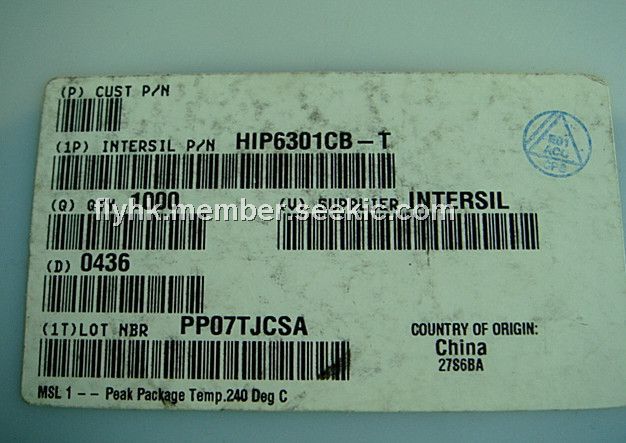 (P) CUST P/N
(1P) INTERSIL P/N HIP6301CB-T
(Q) 1000 (V) SUPPLIER INTERSIL
flyhk.member.seekic.com
(D) 0436
(1T)LOT NBR PP07TJCSA
COUNTRY OF ORIGIN:
China
27S6BA
MSL 1 -- Peak Package Temp.240 Deg C